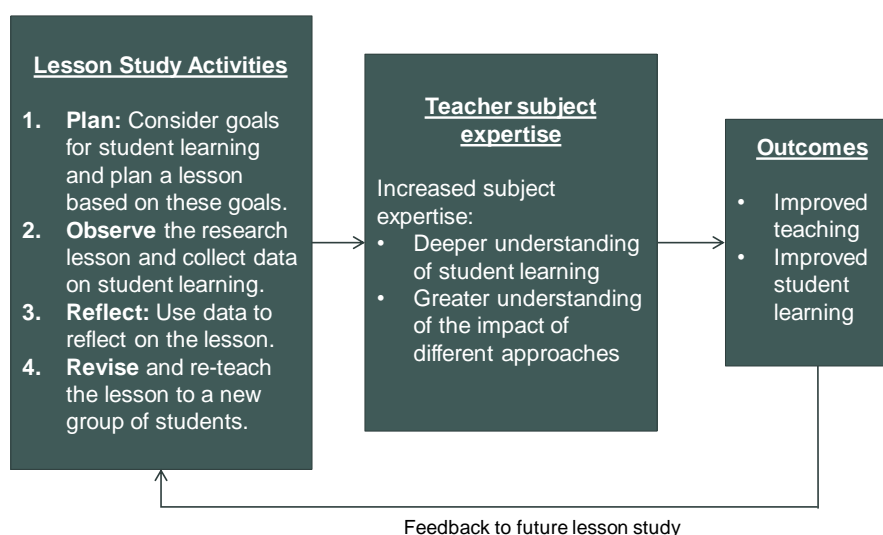 Lesson Study Activities
1. Plan: Consider goals
for student learning
and plan a lesson
based on these goals.
2. Observe the research
lesson and collect data
on student learning.
3. Reflect: Use data to
reflect on the lesson.
4. Revise and re-teach
the lesson to a new
group of students.
Teacher subject
expertise
Increased subject
expertise:
• Deeper understanding
of student learning
• Greater understanding
of the impact of
different approaches
Outcomes
• Improved
teaching
• Improved
student
learning
Feedback to future lesson study